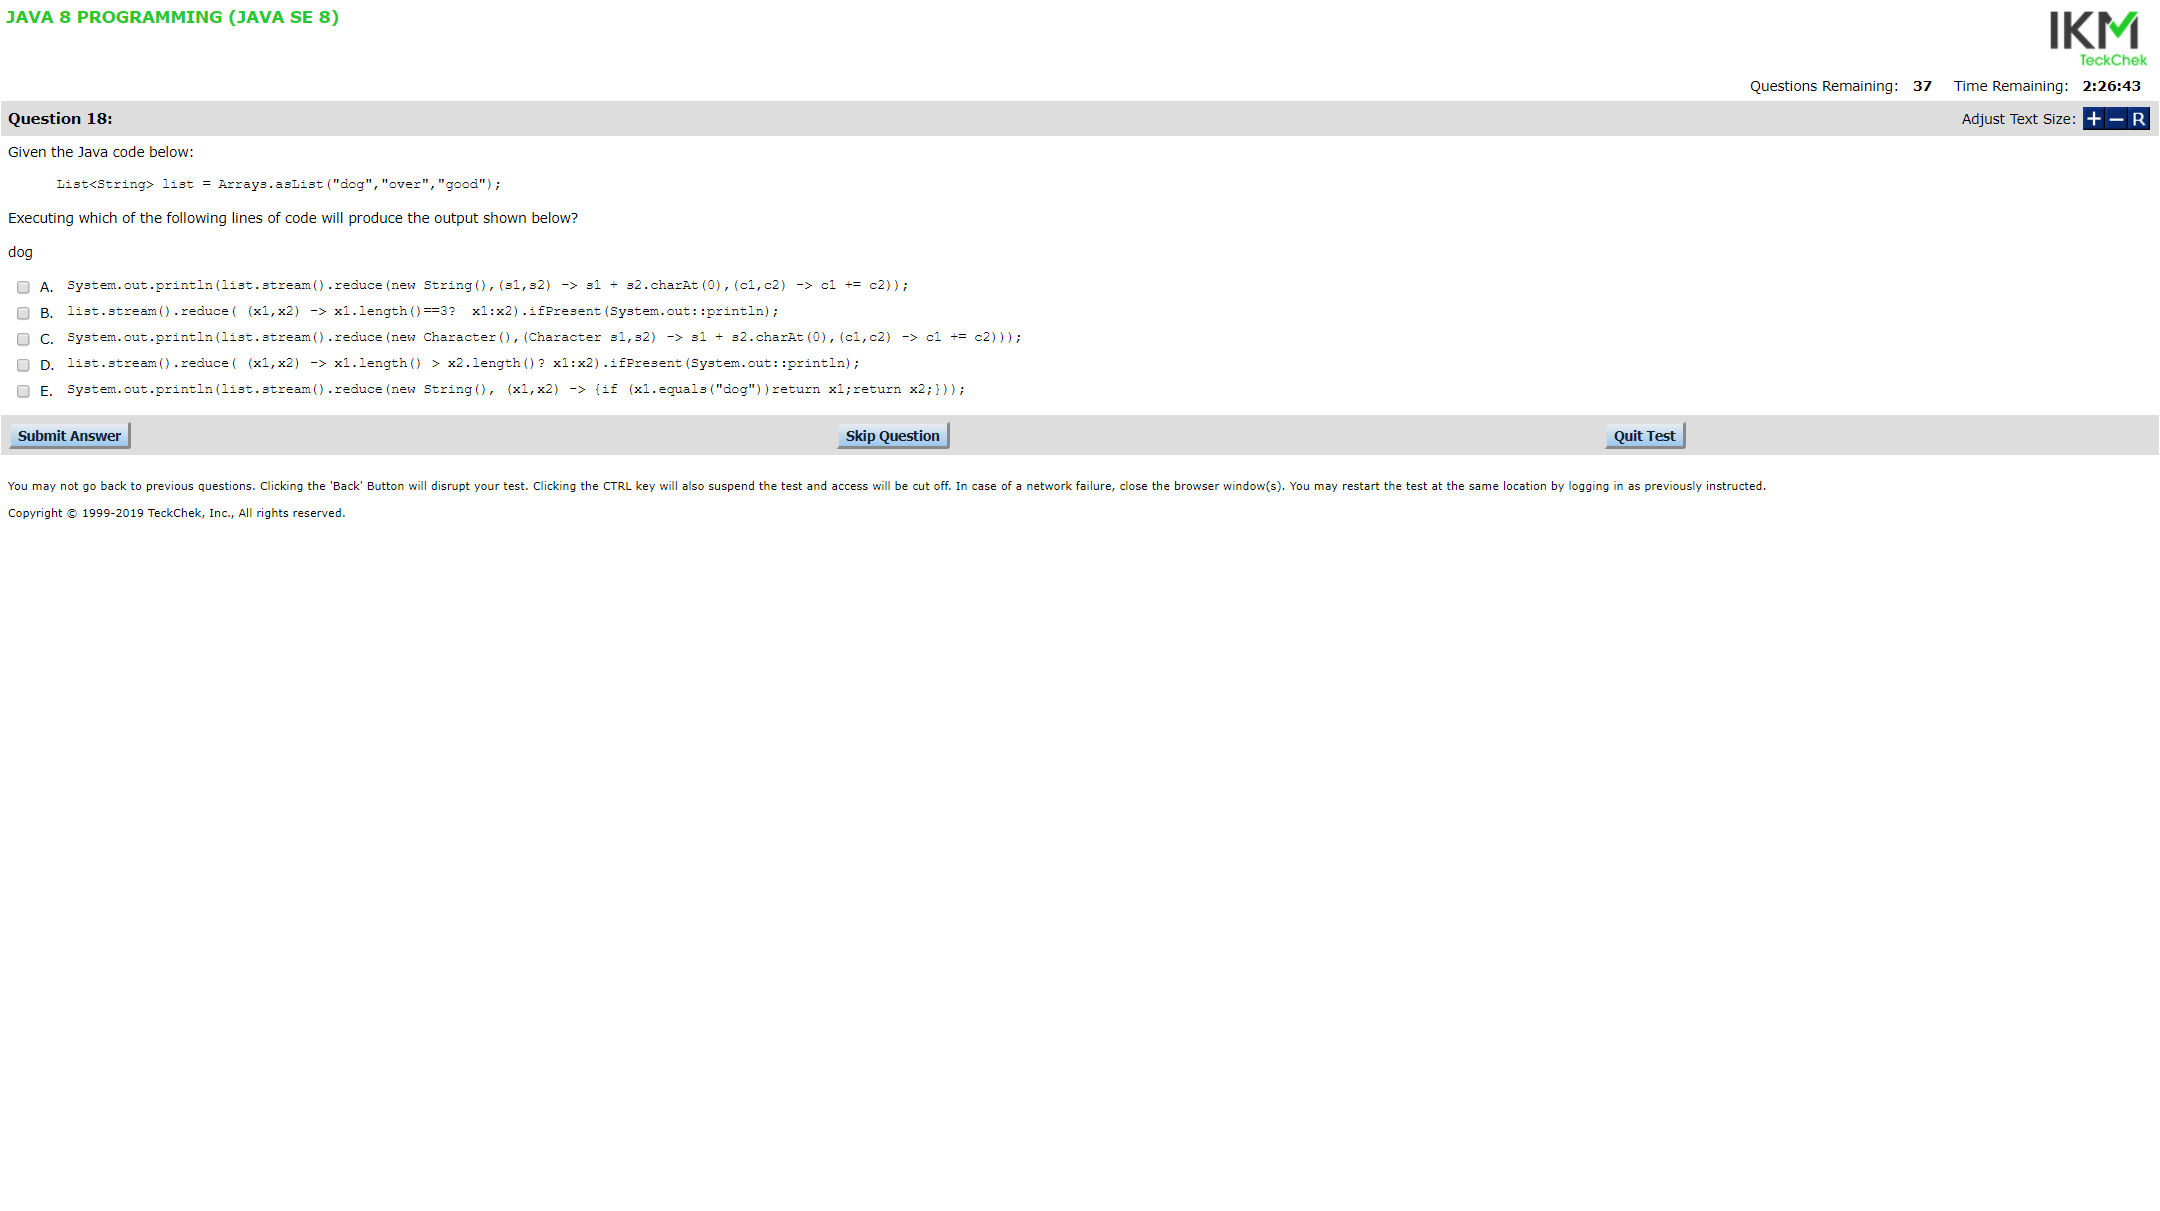 JAVA 8 PROGRAMMING (JAVA SE 8)
IKM
TeckChek
Questions Remaining: 37 Time Remaining: 2:26:43
Question 18:
Adjust Text Size: + − R
Given the Java code below:
List<String> list = Arrays.asList("dog","over","good");
Executing which of the following lines of code will produce the output shown below?
dog
A. System.out.println(list.stream().reduce(new String(),(s1,s2) -> s1 + s2.charAt(0),(c1,c2) -> c1 += c2));
B. list.stream().reduce( (x1,x2) -> x1.length()==3?  x1:x2).ifPresent(System.out::println);
C. System.out.println(list.stream().reduce(new Character(),(Character s1,s2) -> s1 + s2.charAt(0),(c1,c2) -> c1 += c2)));
D. list.stream().reduce( (x1,x2) -> x1.length() > x2.length()? x1:x2).ifPresent(System.out::println);
E. System.out.println(list.stream().reduce(new String(), (x1,x2) -> {if (x1.equals("dog"))return x1;return x2;}));
Submit Answer Skip Question Quit Test
You may not go back to previous questions. Clicking the 'Back' Button will disrupt your test. Clicking the CTRL key will also suspend the test and access will be cut off. In case of a network failure, close the browser window(s). You may restart the test at the same location by logging in as previously instructed.
Copyright © 1999-2019 TeckChek, Inc., All rights reserved.